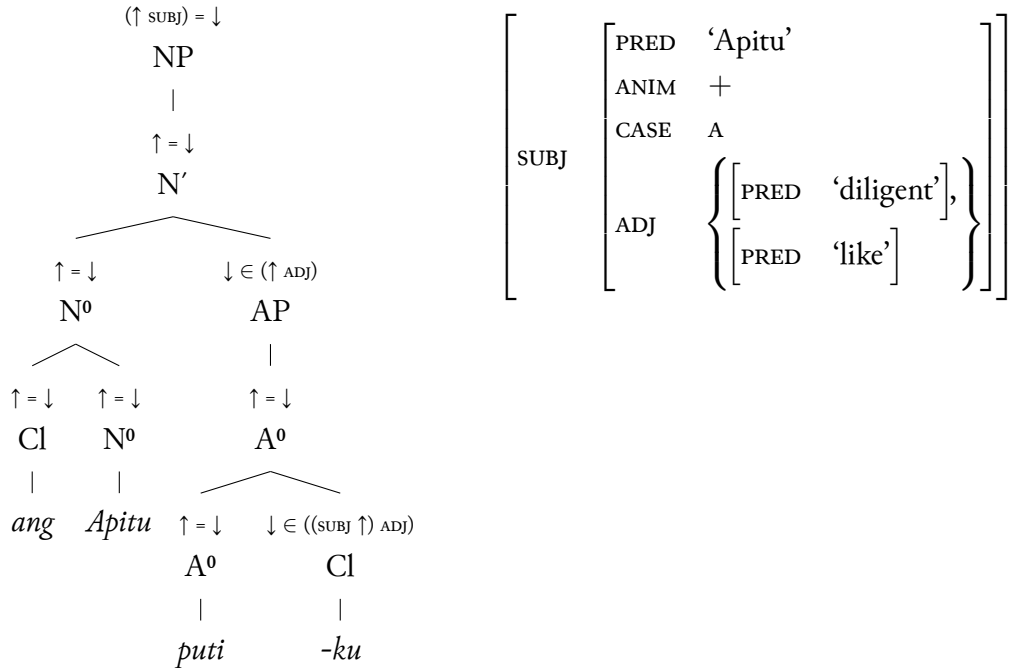 (↑ SUBJ) = ↓
NP
↑ = ↓
N′
↑ = ↓ ↓ ∈ (↑ ADJ)
N⁰ AP
↑ = ↓ ↑ = ↓ ↑ = ↓
Cl N⁰ A⁰
ang Apitu ↑ = ↓ ↓ ∈ ((SUBJ ↑) ADJ)
A⁰ Cl
puti -ku
SUBJ
PRED ‘Apitu’
ANIM +
CASE A
ADJ
PRED ‘diligent’,
PRED ‘like’